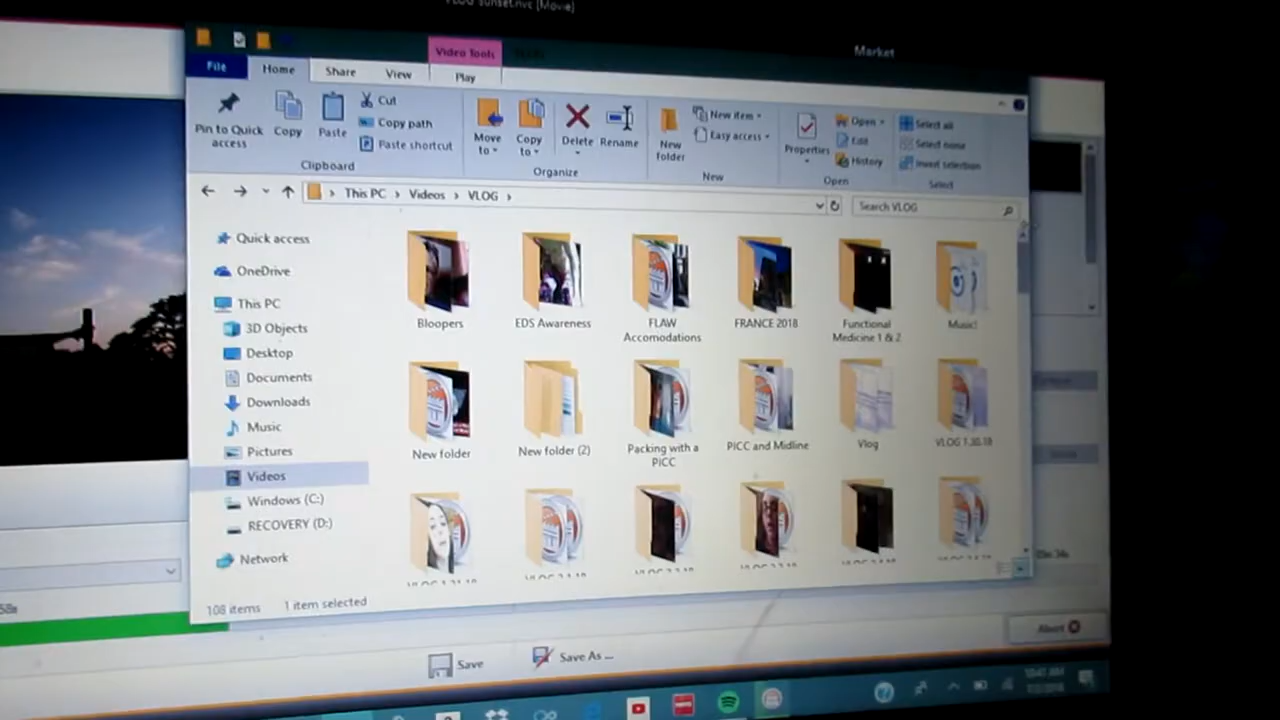 VLOG sunset.nvc [Movie]
Market
Video Tools
File
Home
Share
View
Play
Pin to Quick access
Copy
Paste
Cut
Copy path
Paste shortcut
Clipboard
Move to
Copy to
Delete
Rename
Organize
New folder
New item
Easy access
New
Properties
Open
Edit
History
Open
Select all
Select none
Invert selection
Select
This PC > Videos > VLOG >
Search VLOG
Quick access
OneDrive
This PC
3D Objects
Desktop
Documents
Downloads
Music
Pictures
Videos
Windows (C:)
RECOVERY (D:)
Network
Bloopers
EDS Awareness
FLAW Accomodations
FRANCE 2018
Functional Medicine 1 & 2
Music!
New folder
New folder (2)
Packing with a PICC
PICC and Midline
Vlog
VLOG 1.30.18
108 items
1 item selected
Abort
Save
Save As ...